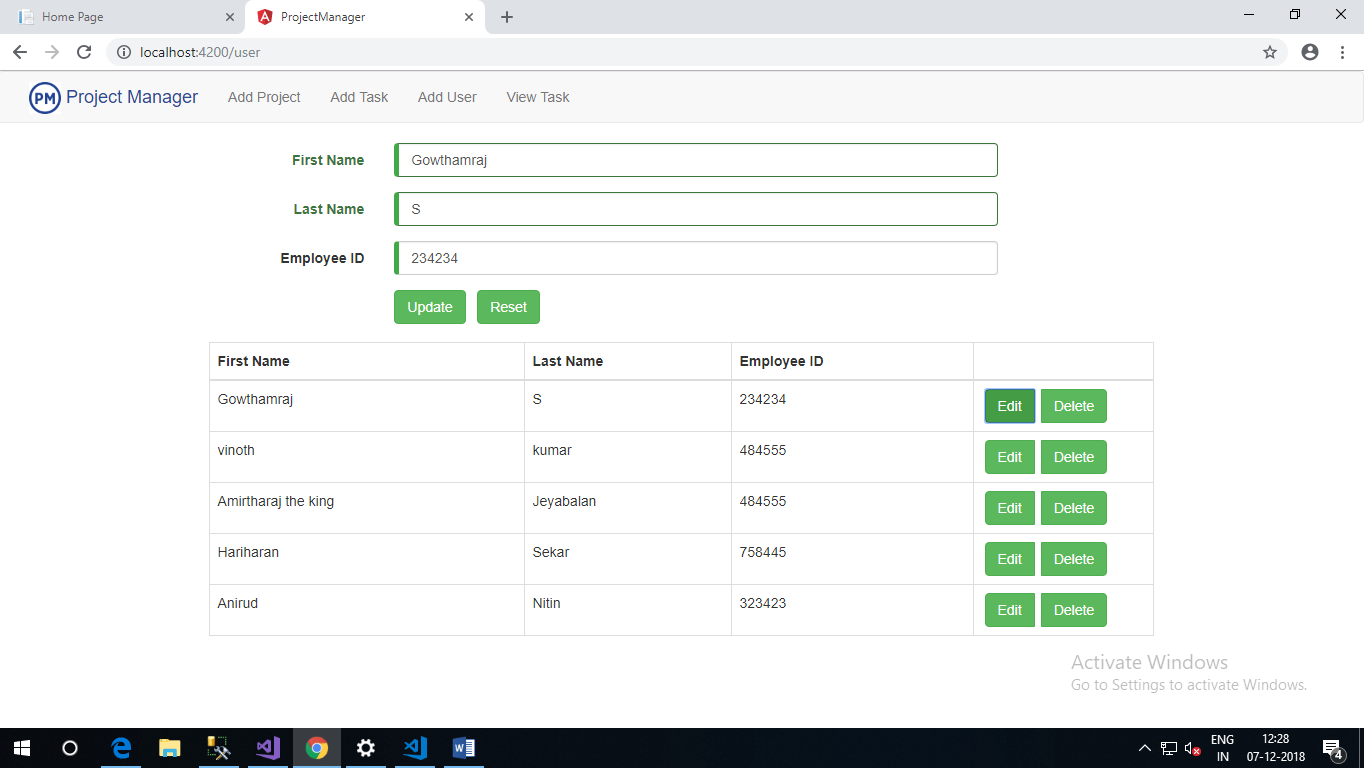 Home Page
ProjectManager
localhost:4200/user
PM Project Manager Add Project Add Task Add User View Task
First Name Gowthamraj
Last Name S
Employee ID 234234
Update Reset
First Name Last Name Employee ID
Gowthamraj S 234234 Edit Delete
vinoth kumar 484555 Edit Delete
Amirtharaj the king Jeyabalan 484555 Edit Delete
Hariharan Sekar 758445 Edit Delete
Anirud Nitin 323423 Edit Delete
Activate Windows
Go to Settings to activate Windows.
ENG
IN
12:28
07-12-2018
4